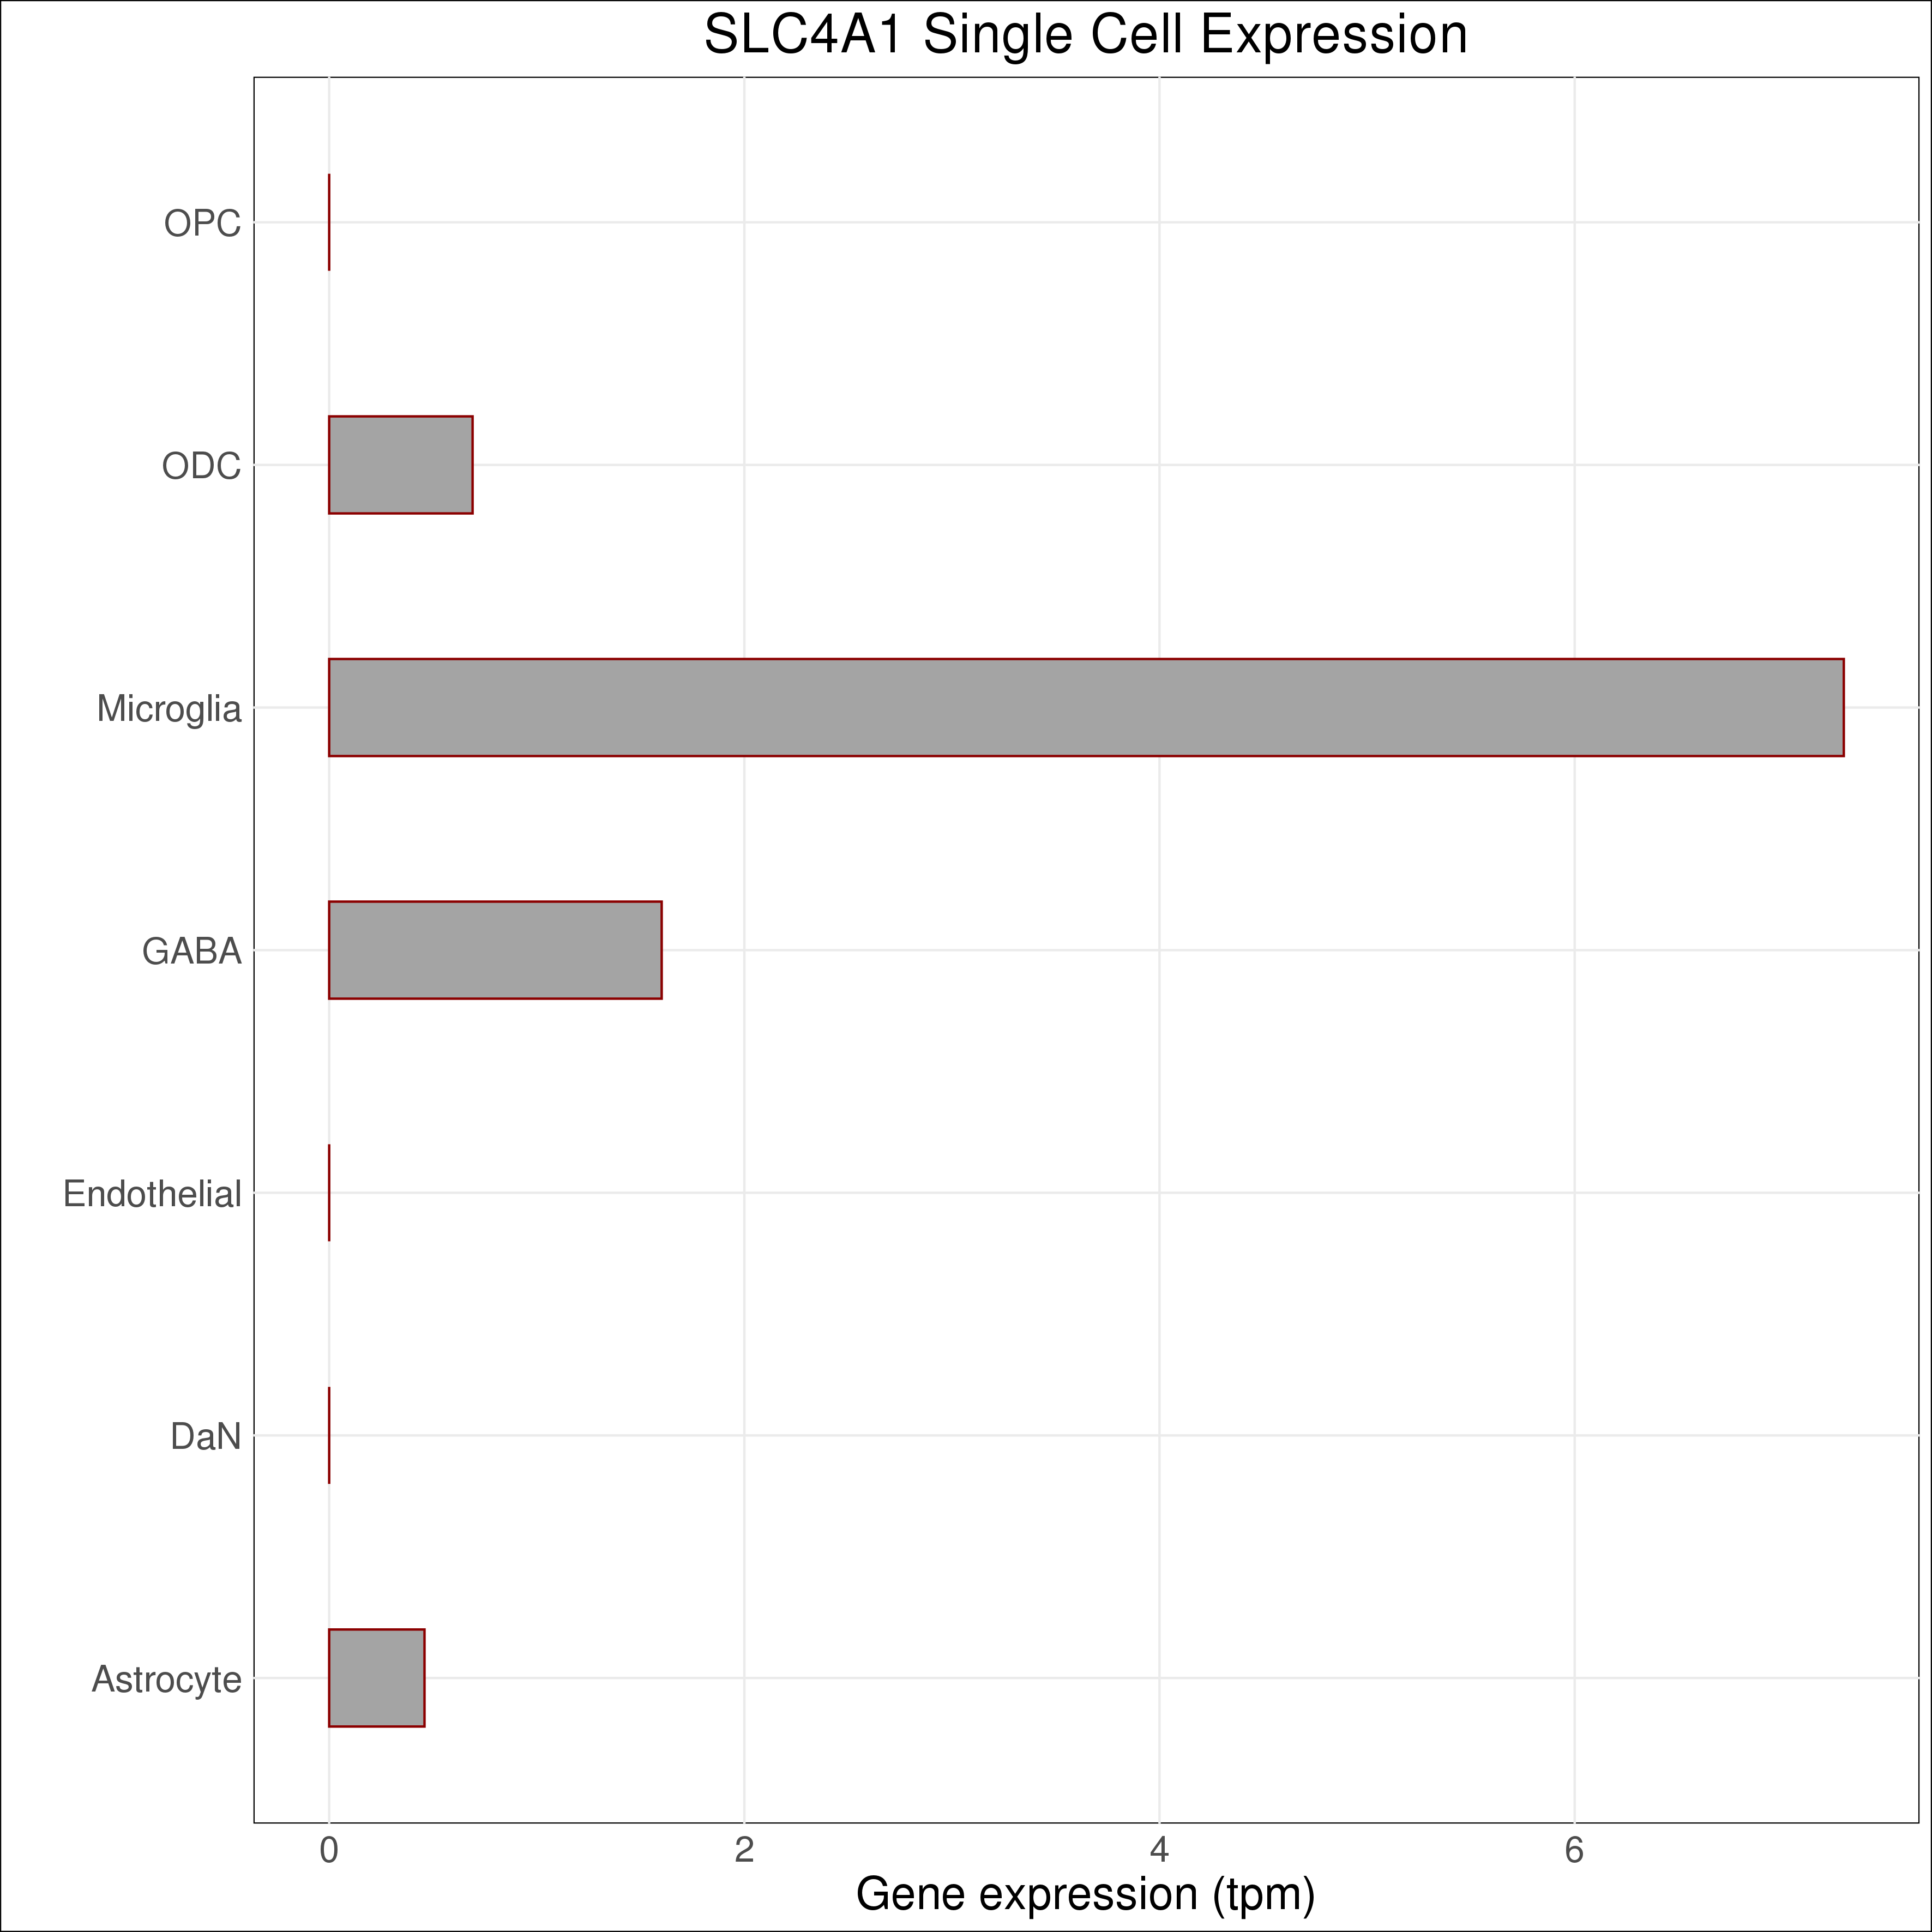 SLC4A1 Single Cell Expression
OPC
ODC
Microglia
GABA
Endothelial
DaN
Astrocyte
0 2 4 6
Gene expression (tpm)